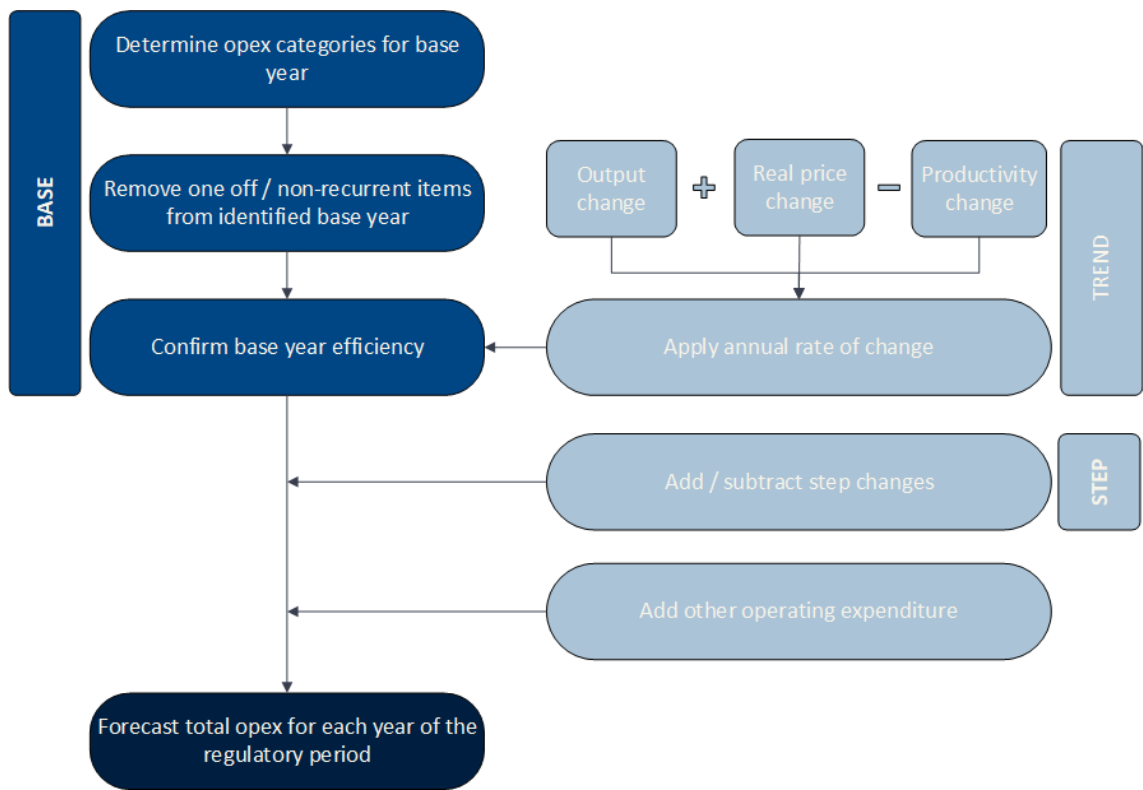 BASE
Determine opex categories for base
year
Remove one off / non-recurrent items
from identified base year
Confirm base year efficiency
Output
change
+
Real price
change
−
Productivity
change
TREND
Apply annual rate of change
Add / subtract step changes
STEP
Add other operating expenditure
Forecast total opex for each year of the
regulatory period